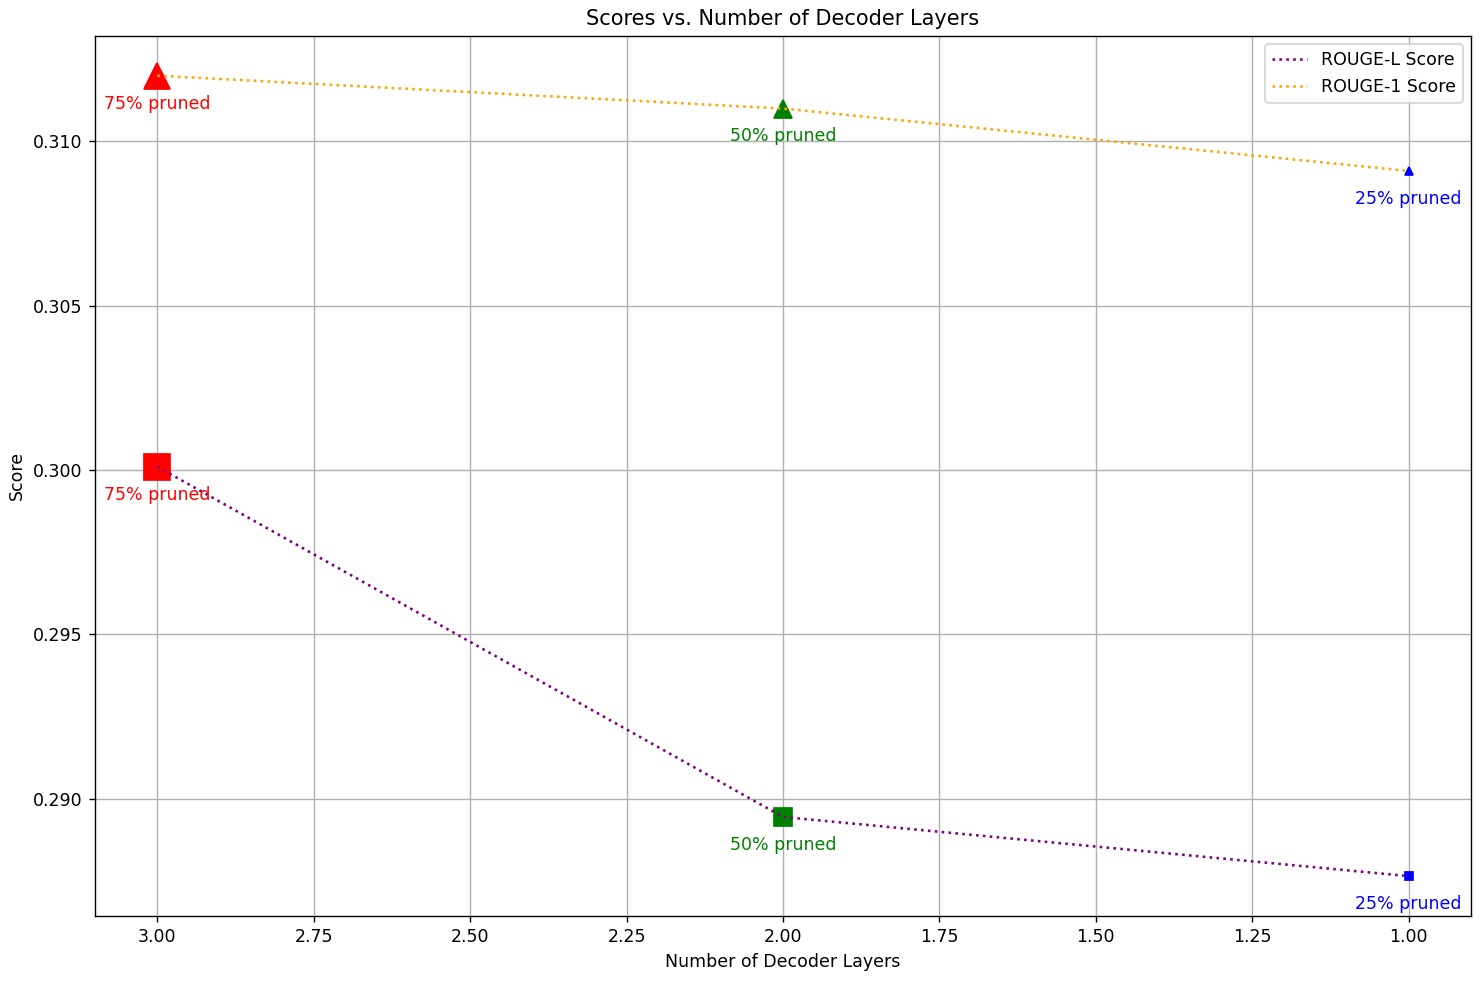 Scores vs. Number of Decoder Layers
ROUGE-L Score
ROUGE-1 Score
75% pruned
50% pruned
25% pruned
75% pruned
50% pruned
25% pruned
0.310
0.305
0.300
0.295
0.290
Score
3.00 2.75 2.50 2.25 2.00 1.75 1.50 1.25 1.00
Number of Decoder Layers